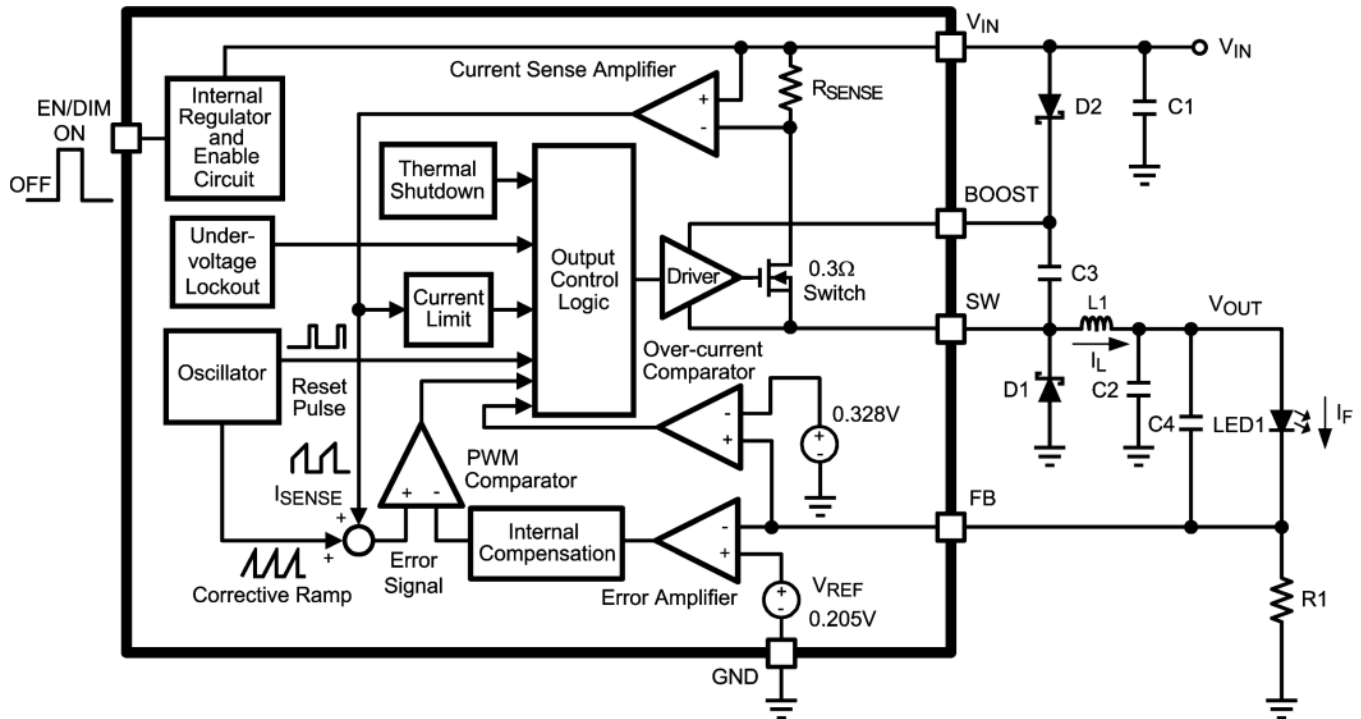 VIN
VIN
Current Sense Amplifier
+
-
RSENSE
D2
C1
EN/DIM
ON
OFF
Internal
Regulator
and
Enable
Circuit
Thermal
Shutdown
BOOST
Under-
voltage
Lockout
Output
Control
Logic
Driver
0.3Ω
Switch
C3
Current
Limit
SW
L1
VOUT
IL
Oscillator
Reset
Pulse
Over-current
Comparator
D1
C2
C4
LED1
IF
-
+
0.328V
+
-
PWM
Comparator
ISENSE
+
-
FB
+
+
Internal
Compensation
-
+
Error
Signal
Corrective Ramp
Error Amplifier
VREF
+
-
0.205V
R1
GND